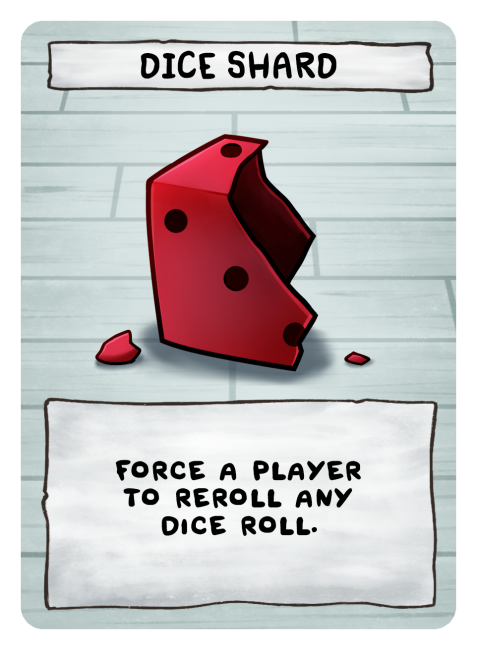 DICE SHARD
FORCE A PLAYER
TO REROLL ANY
DICE ROLL.